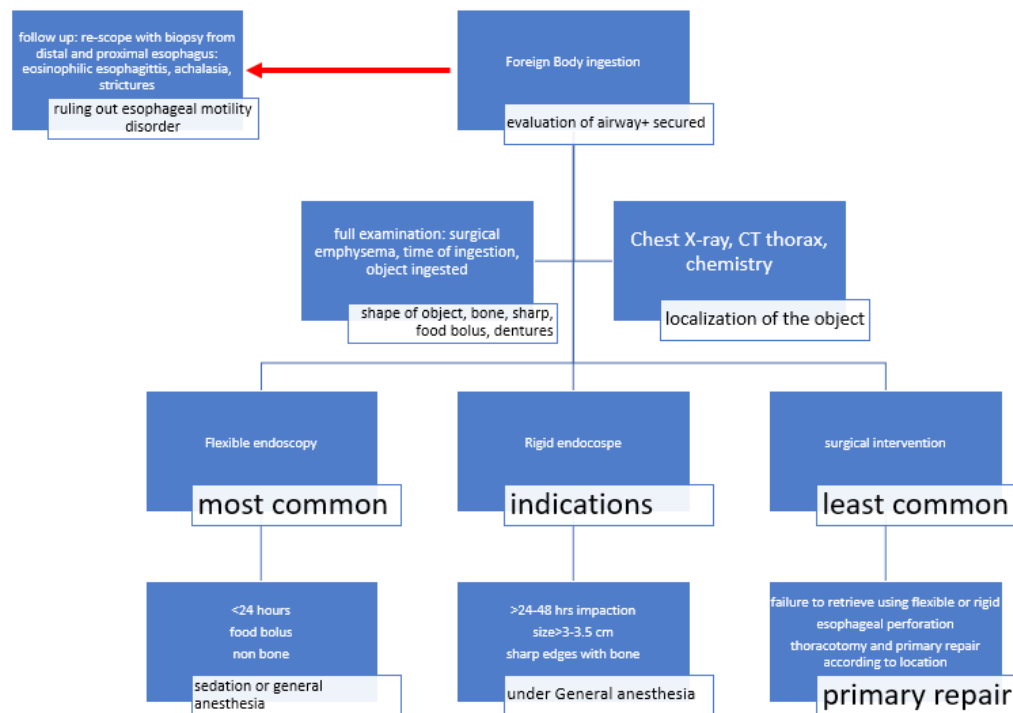 follow up: re-scope with biopsy from
distal and proximal esophagus:
eosinophilic esophagittis, achalasia,
strictures
ruling out esophageal motility
disorder
Foreign Body ingestion
evaluation of airway+ secured
full examination: surgical
emphysema, time of ingestion,
object ingested
shape of object, bone, sharp,
food bolus, dentures
Chest X-ray, CT thorax,
chemistry
localization of the object
Flexible endoscopy
most common
Rigid endocospe
indications
surgical intervention
least common
<24 hours
food bolus
non bone
sedation or general
anesthesia
>24-48 hrs impaction
size>3-3.5 cm
sharp edges with bone
under General anesthesia
failure to retrieve using flexible or rigid
esophageal perforation
thoracotomy and primary repair
according to location
primary repair